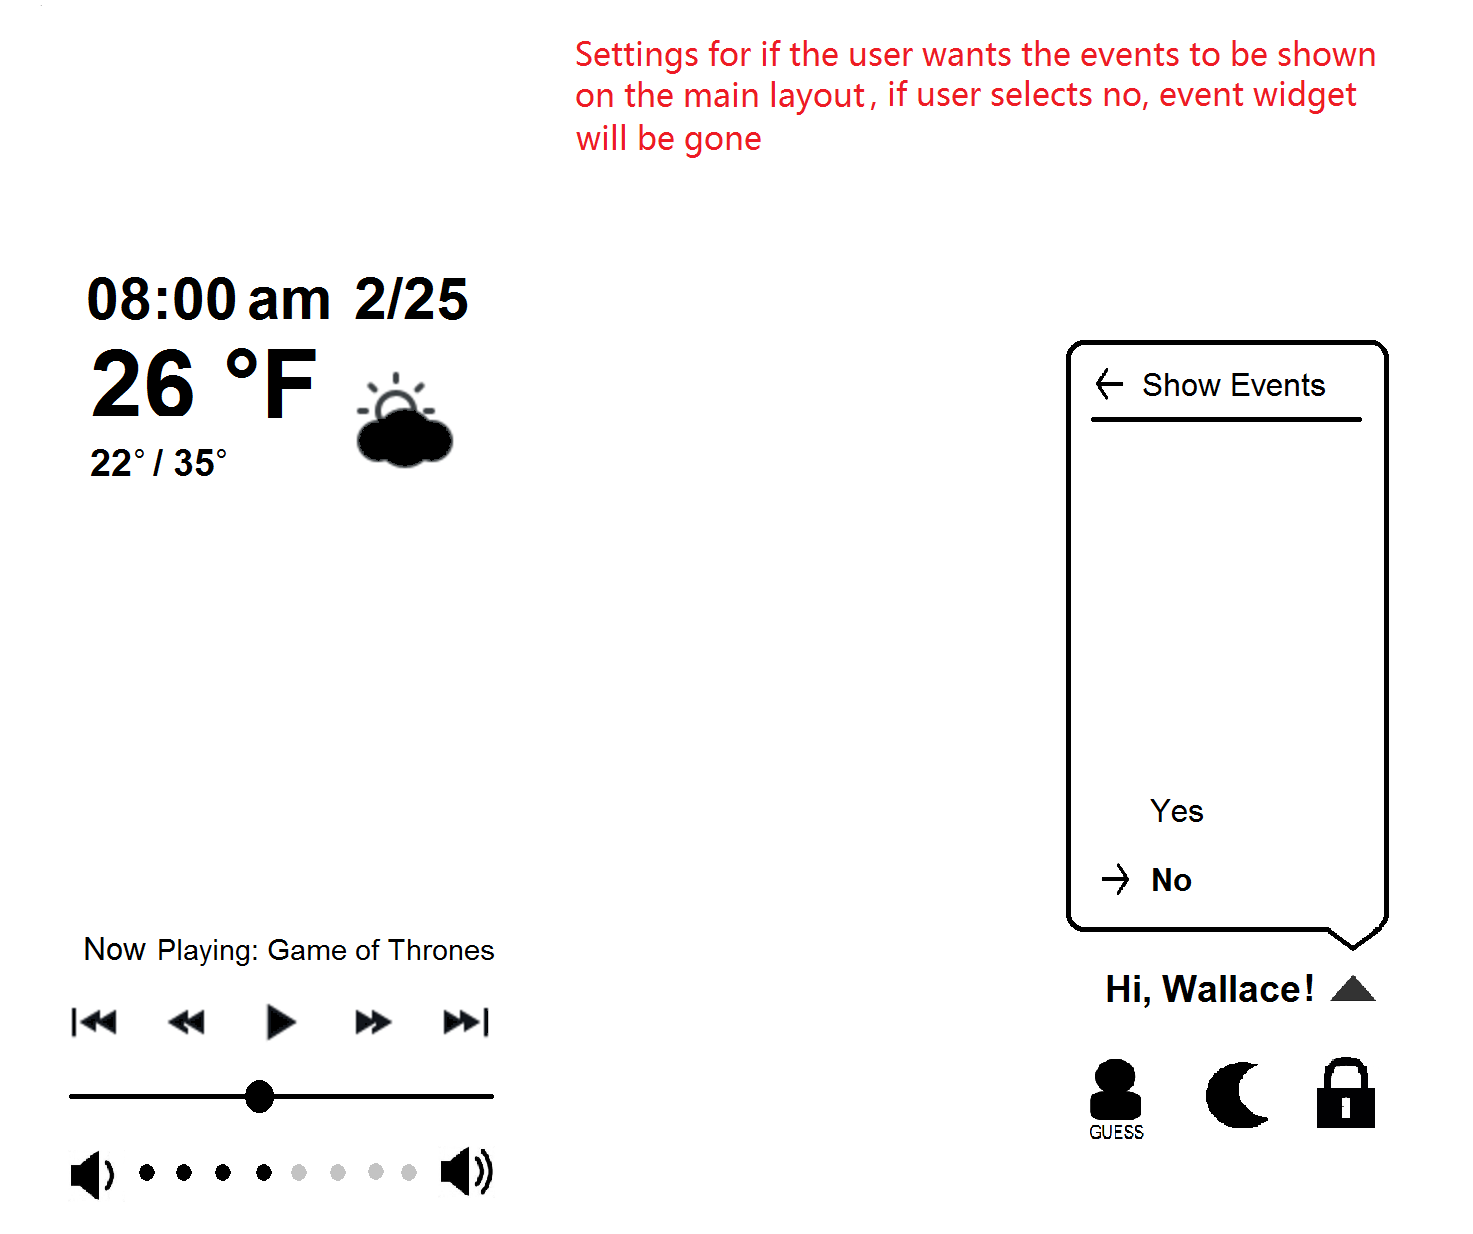 Settings for if the user wants the events to be shown
on the main layout, if user selects no, event widget
will be gone
08:00 am 2/25
26 °F
22° / 35°
Show Events
Yes
No
Now Playing: Game of Thrones
Hi, Wallace!
GUESS